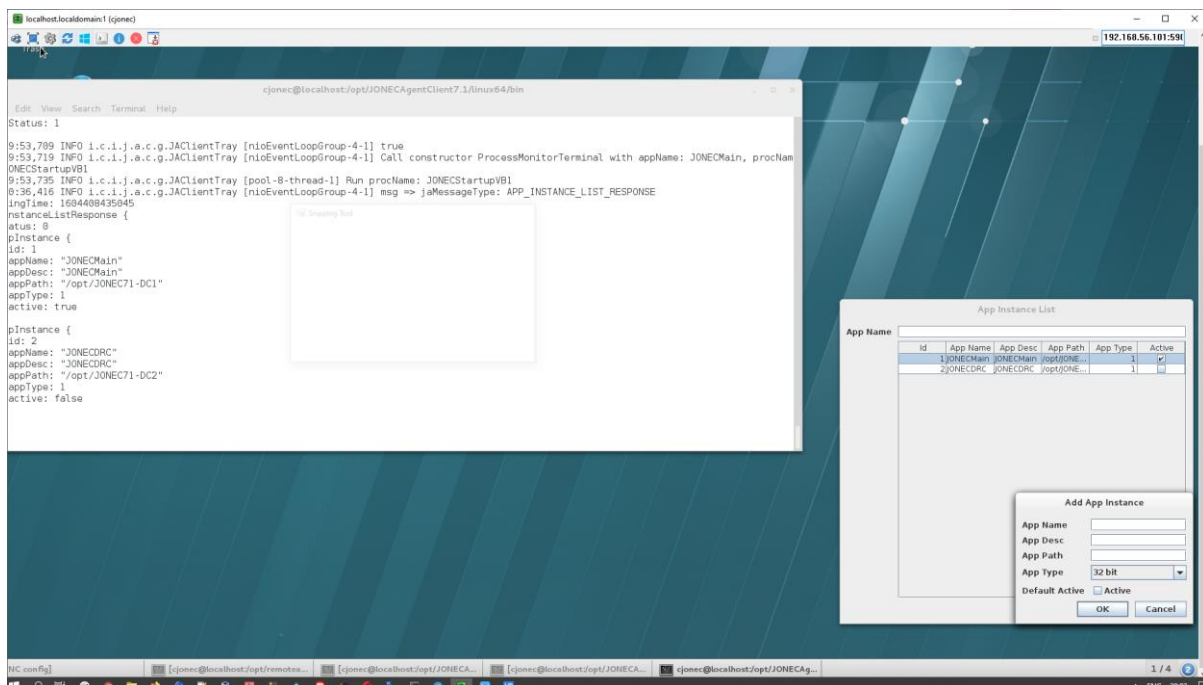 localhost.localdomain:1 (cjonec)
192.168.56.101:590
Trash
cjonec@localhost:/opt/JONECAgentClient7.1/linux64/bin
Edit View Search Terminal Help
Status: 1
9:53,709 INFO i.c.i.j.a.c.g.JAClientTray [nioEventLoopGroup-4-1] true
9:53,719 INFO i.c.i.j.a.c.g.JAClientTray [nioEventLoopGroup-4-1] Call constructor ProcessMonitorTerminal with appName: JONECMain, procNam
ONECStartupVB1
9:53,735 INFO i.c.i.j.a.c.g.JAClientTray [pool-8-thread-1] Run procName: JONECStartupVB1
0:36,416 INFO i.c.i.j.a.c.g.JAClientTray [nioEventLoopGroup-4-1] msg => jaMessageType: APP_INSTANCE_LIST_RESPONSE
ingTime: 1604408435045
nstanceListResponse {
atus: 0
pInstance {
id: 1
appName: "JONECMain"
appDesc: "JONECMain"
appPath: "/opt/JONEC71-DC1"
appType: 1
active: true
pInstance {
id: 2
appName: "JONECDRC"
appDesc: "JONECDRC"
appPath: "/opt/JONEC71-DC2"
appType: 1
active: false
Snipping Tool
App Instance List
App Name
Id App Name App Desc App Path App Type Active
1 JONECMain JONECMain /opt/JONE... 1
2 JONECDRC JONECDRC /opt/JONE... 1
Add App Instance
App Name
App Desc
App Path
App Type 32 bit
Default Active Active
OK Cancel
NC config] [cjonec@localhost:/opt/remotea... [cjonec@localhost:/opt/JONECA... [cjonec@localhost:/opt/JONECA... cjonec@localhost:/opt/JONECAg... 1 / 4 2